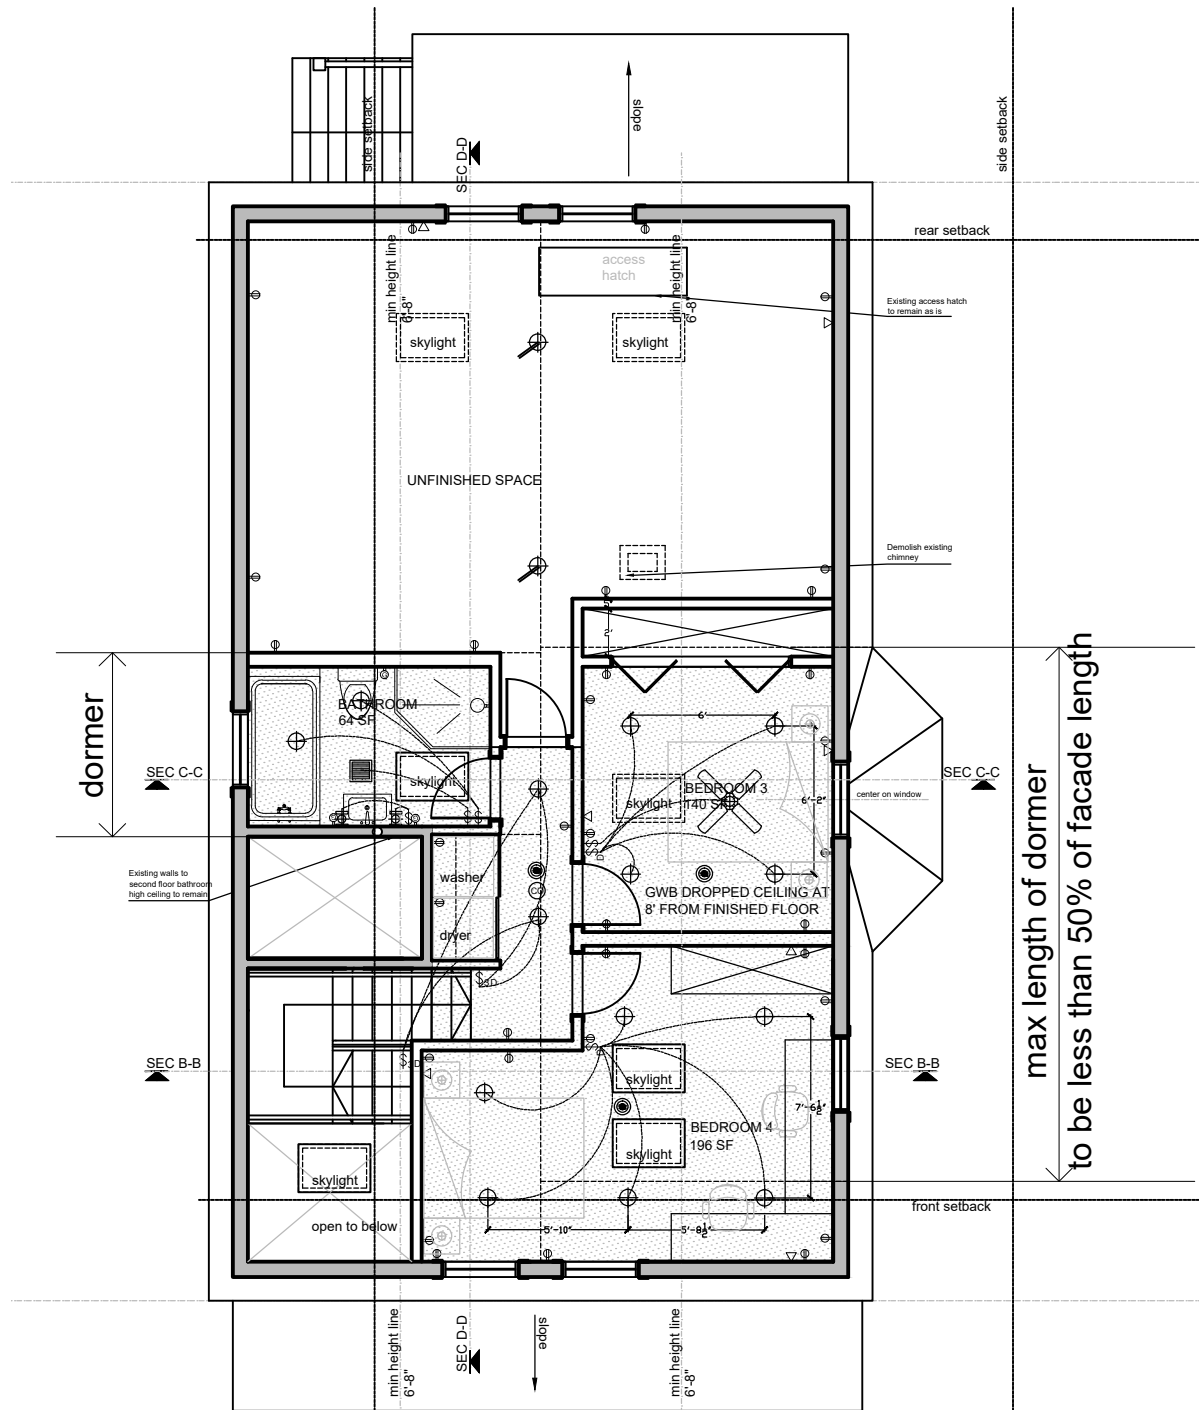 side setback
slope
side setback
SEC D-D
rear setback
min height line
6'-8"
access
hatch
min height line
6'-8"
Existing access hatch
to remain as is
skylight
skylight
UNFINISHED SPACE
Demolish existing
chimney
2'
dormer
BATHROOM
64 SF
6'
SEC C-C
skylight
skylight
BEDROOM 3
140 SF
6'-2"
center on window
SEC C-C
Existing walls to
second floor bathroom
high ceiling to remain
washer
CO
GWB DROPPED CEILING AT
8' FROM FINISHED FLOOR
dryer
$3D
max length of dormer
to be less than 50% of facade length
SEC B-B
$3D
skylight
SEC B-B
7'-6½"
BEDROOM 4
196 SF
skylight
skylight
open to below
front setback
5'-10"
5'-8½"
min height line
6'-8"
SEC D-D
slope
min height line
6'-8"